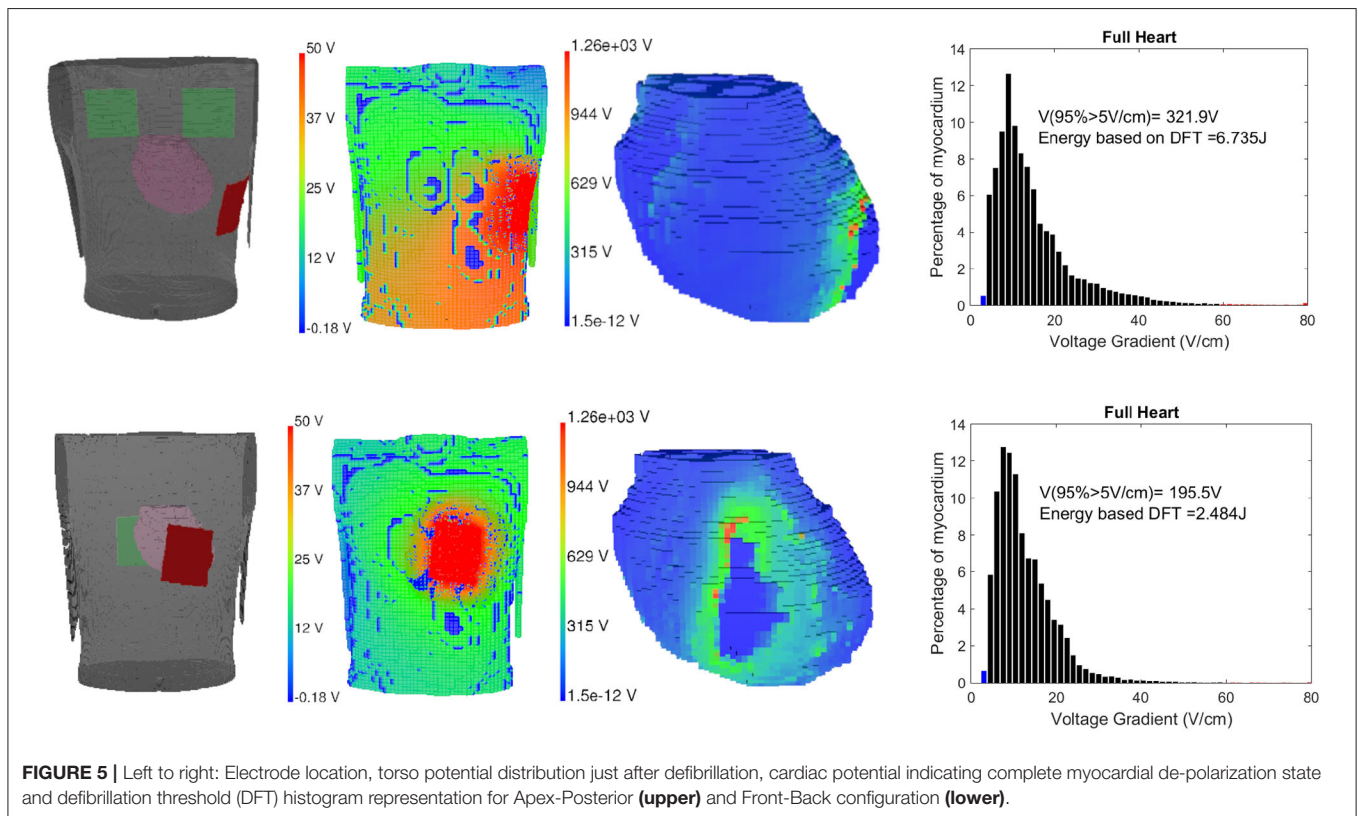 50 V
37 V
25 V
12 V
-0.18 V
1.26e+03 V
944 V
629 V
315 V
1.5e-12 V
Full Heart
Percentage of myocardium
14
12
10
8
6
4
2
0
V(95%>5V/cm)= 321.9V
Energy based on DFT =6.735J
0 20 40 60 80
Voltage Gradient (V/cm)
50 V
37 V
25 V
12 V
-0.18 V
1.26e+03 V
944 V
629 V
315 V
1.5e-12 V
Full Heart
Percentage of myocardium
14
12
10
8
6
4
2
0
V(95%>5V/cm)= 195.5V
Energy based DFT =2.484J
0 20 40 60 80
Voltage Gradient (V/cm)
FIGURE 5 | Left to right: Electrode location, torso potential distribution just after defibrillation, cardiac potential indicating complete myocardial de-polarization state
and defibrillation threshold (DFT) histogram representation for Apex-Posterior (upper) and Front-Back configuration (lower).